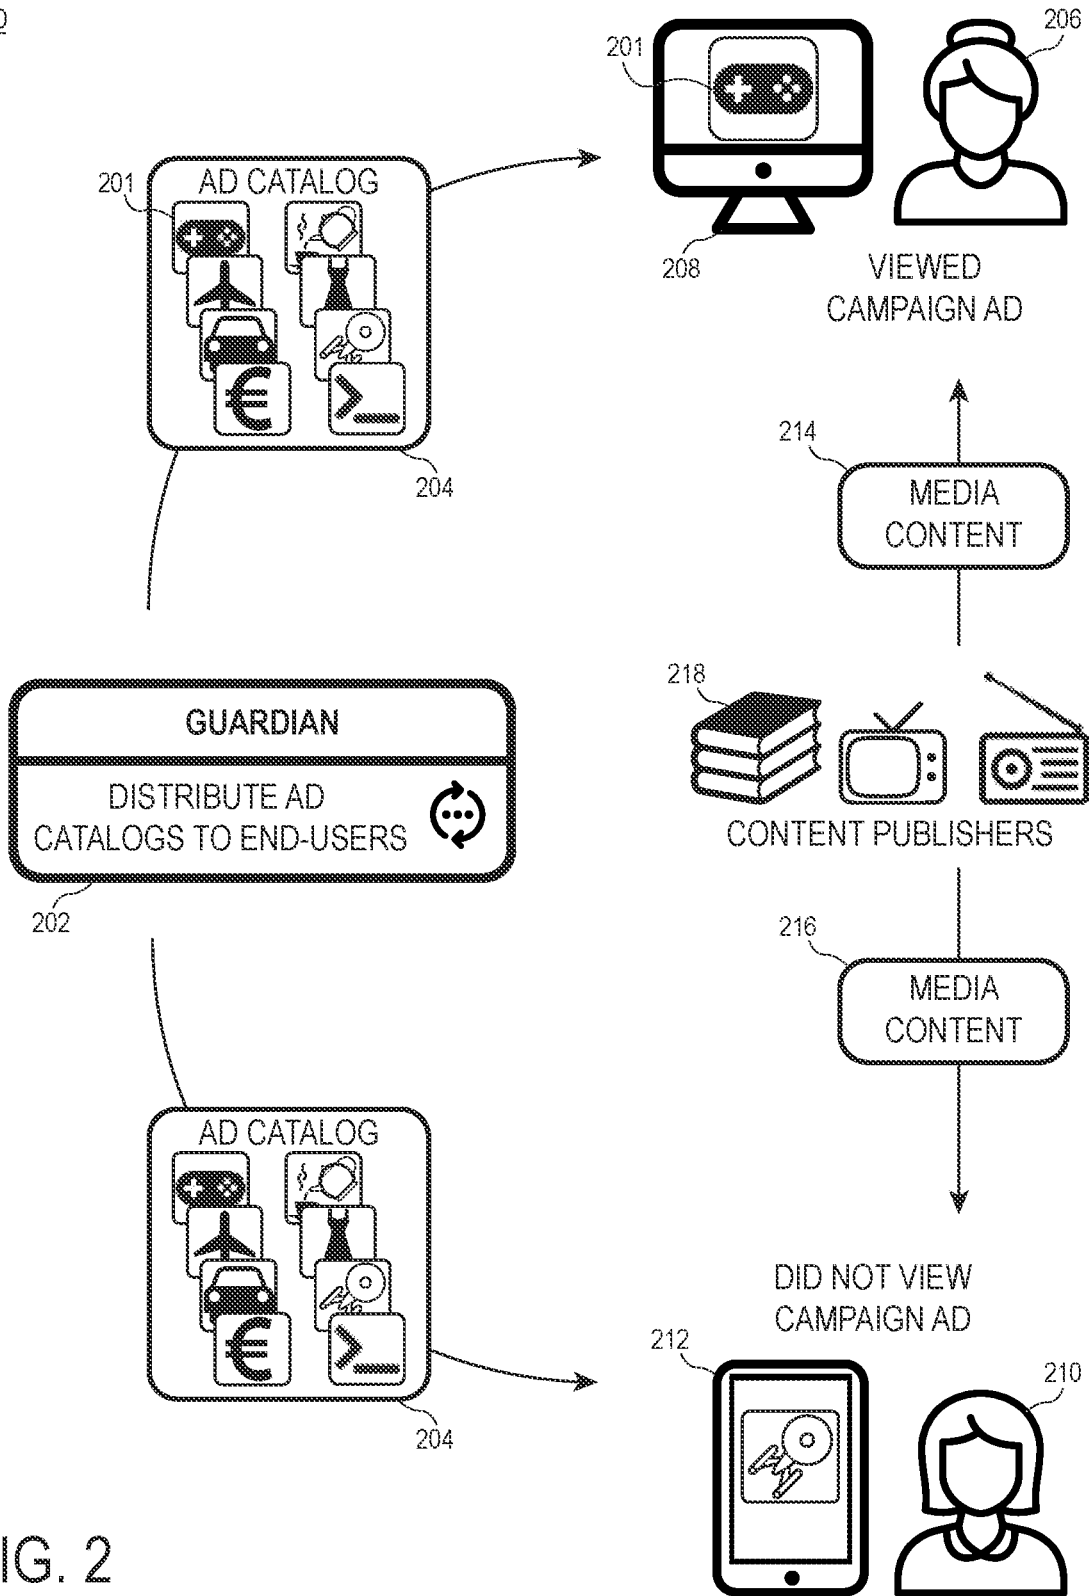 206
201
AD CATALOG
201
208
VIEWED
CAMPAIGN AD
€
>_
204
214
MEDIA
CONTENT
218
GUARDIAN
DISTRIBUTE AD
CATALOGS TO END-USERS
CONTENT PUBLISHERS
202
216
MEDIA
CONTENT
AD CATALOG
DID NOT VIEW
CAMPAIGN AD
€
>_
212
210
204
IG. 2